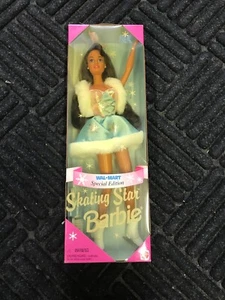 WAL-MART
Special Edition
Skating Star
Barbie